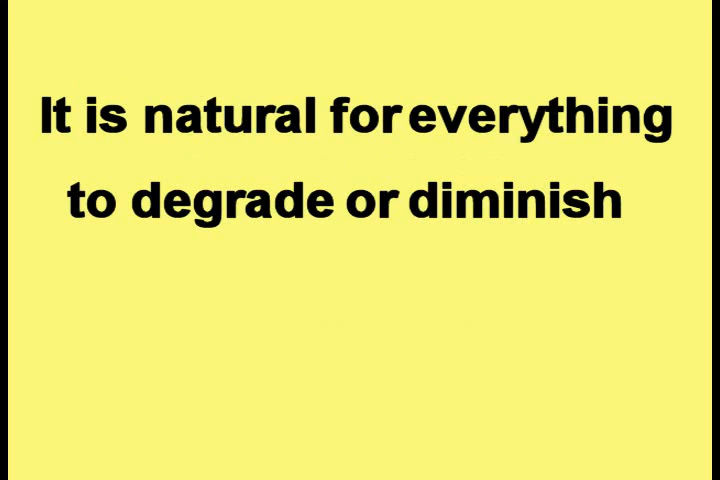 It is natural for everything
to degrade or diminish